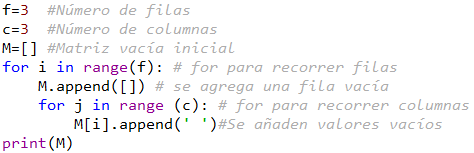 f=3  #Número de filas
c=3  #Número de columnas
M=[] #Matriz vacía inicial
for i in range(f): # for para recorrer filas
    M.append([]) # se agrega una fila vacía
    for j in range (c): # for para recorrer columnas
        M[i].append(' ')#Se añaden valores vacíos
print(M)